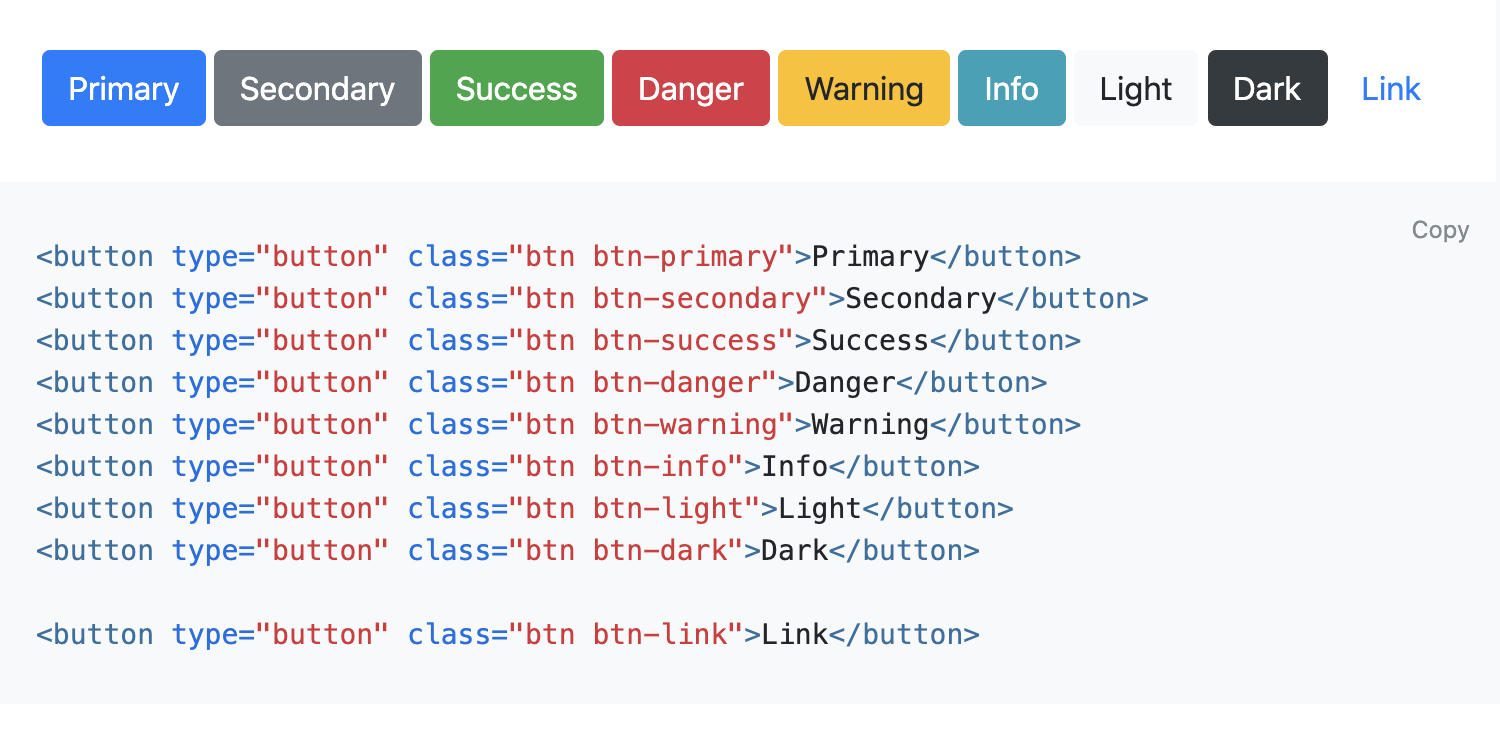 Primary Secondary Success Danger Warning Info Light Dark Link
Copy
<button type="button" class="btn btn-primary">Primary</button>
<button type="button" class="btn btn-secondary">Secondary</button>
<button type="button" class="btn btn-success">Success</button>
<button type="button" class="btn btn-danger">Danger</button>
<button type="button" class="btn btn-warning">Warning</button>
<button type="button" class="btn btn-info">Info</button>
<button type="button" class="btn btn-light">Light</button>
<button type="button" class="btn btn-dark">Dark</button>
<button type="button" class="btn btn-link">Link</button>